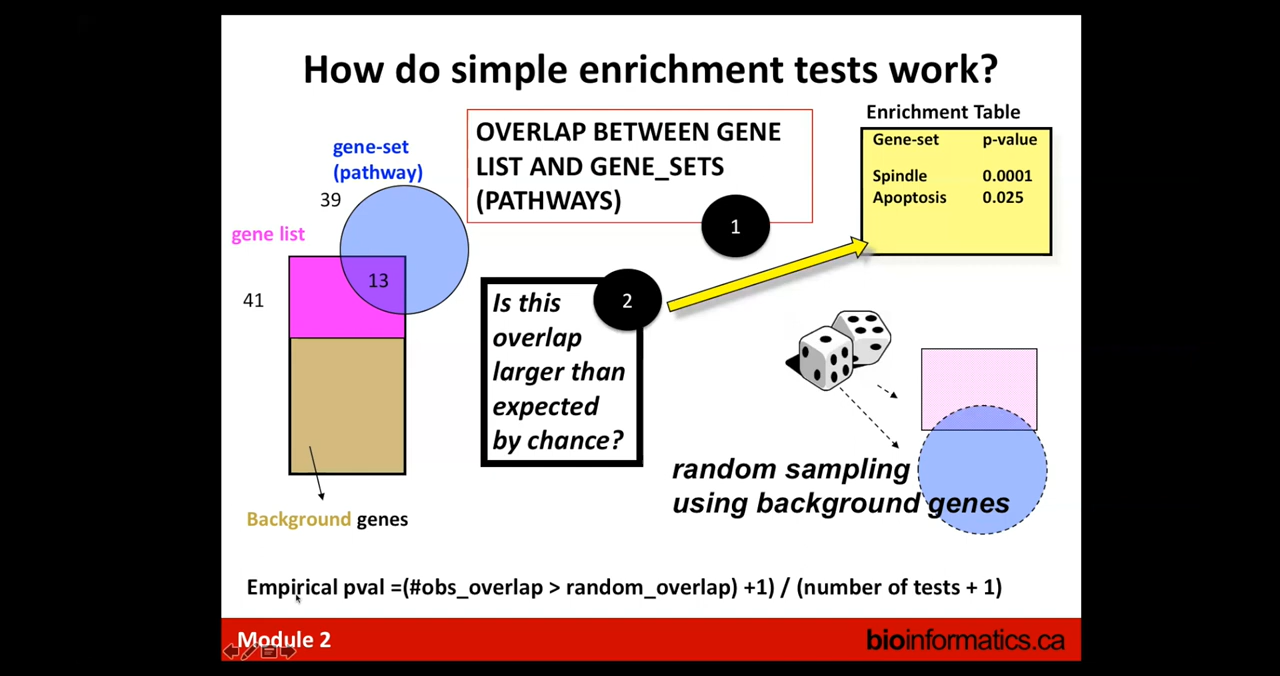 How do simple enrichment tests work?
gene-set
(pathway)
39
gene list
13
41
Background genes
OVERLAP BETWEEN GENE
LIST AND GENE_SETS
(PATHWAYS)
1
Is this
overlap
larger than
expected
by chance?
2
Enrichment Table
Gene-set p-value
Spindle 0.0001
Apoptosis 0.025
random sampling
using background genes
Empirical pval =(#obs_overlap > random_overlap) +1) / (number of tests + 1)
Module 2
bioinformatics.ca